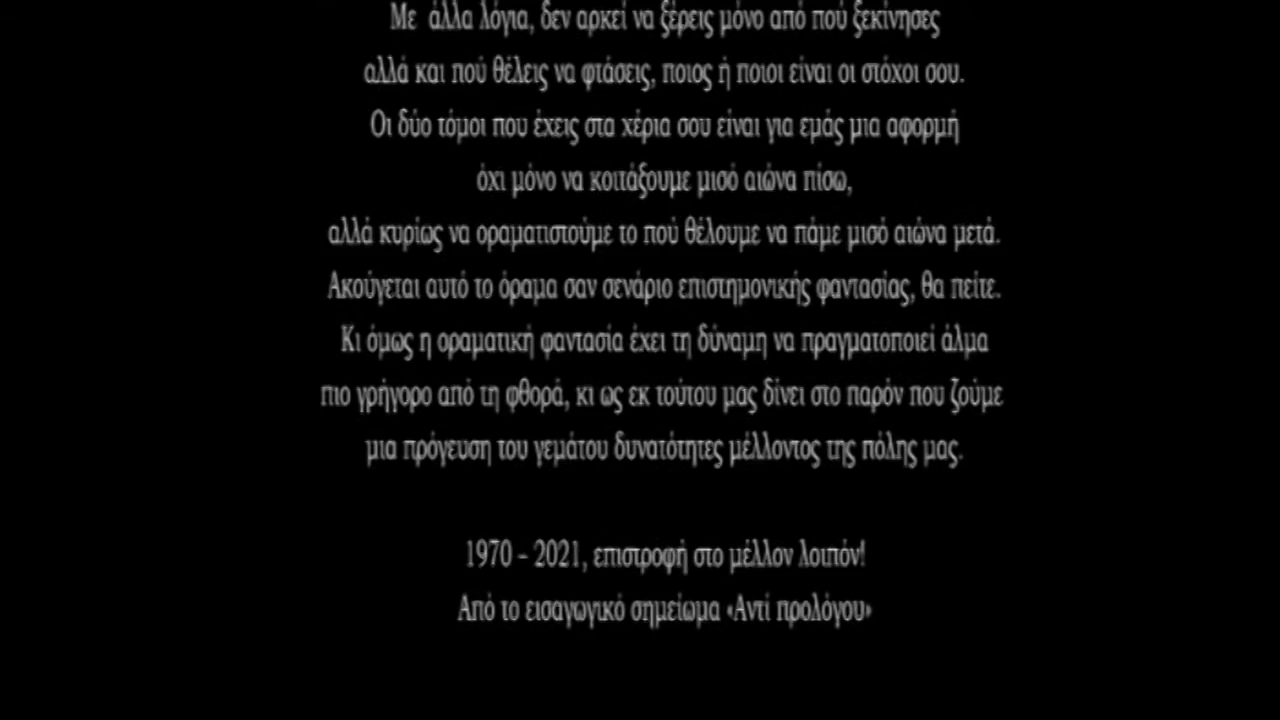 Με άλλα λόγια, δεν αρκεί να ξέρεις μόνο από πού ξεκίνησες
αλλά και πού θέλεις να φτάσεις, ποιος ή ποιοι είναι οι στόχοι σου.
Οι δύο τόμοι που έχεις στα χέρια σου είναι για εμάς μια αφορμή
όχι μόνο να κοιτάξουμε μισό αιώνα πίσω,
αλλά κυρίως να οραματιστούμε το πού θέλουμε να πάμε μισό αιώνα μετά.
Ακούγεται αυτό το όραμα σαν σενάριο επιστημονικής φαντασίας, θα πείτε.
Κι όμως η οραματική φαντασία έχει τη δύναμη να πραγματοποιεί άλμα
πιο γρήγορο από τη φθορά, κι ως εκ τούτου μας δίνει στο παρόν που ζούμε
μια πρόγευση του γεμάτου δυνατότητες μέλλοντος της πόλης μας.
1970 – 2021, επιστροφή στο μέλλον λοιπόν!
Από το εισαγωγικό σημείωμα «Αντί προλόγου»